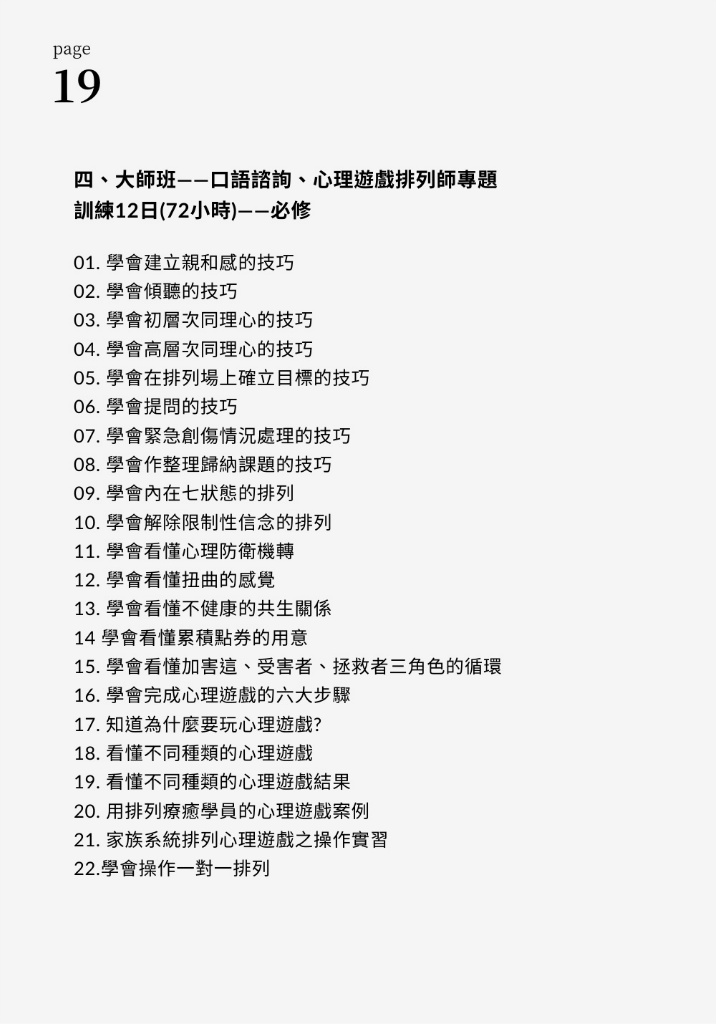 page
19
四、大師班——口語諮詢、心理遊戲排列師專題
訓練12日(72小時)——必修
01. 學會建立親和感的技巧
02. 學會傾聽的技巧
03. 學會初層次同理心的技巧
04. 學會高層次同理心的技巧
05. 學會在排列場上確立目標的技巧
06. 學會提問的技巧
07. 學會緊急創傷情況處理的技巧
08. 學會作整理歸納課題的技巧
09. 學會內在七狀態的排列
10. 學會解除限制性信念的排列
11. 學會看懂心理防衛機轉
12. 學會看懂扭曲的感覺
13. 學會看懂不健康的共生關係
14 學會看懂累積點券的用意
15. 學會看懂加害這、受害者、拯救者三角色的循環
16. 學會完成心理遊戲的六大步驟
17. 知道為什麼要玩心理遊戲?
18. 看懂不同種類的心理遊戲
19. 看懂不同種類的心理遊戲結果
20. 用排列療癒學員的心理遊戲案例
21. 家族系統排列心理遊戲之操作實習
22.學會操作一對一排列